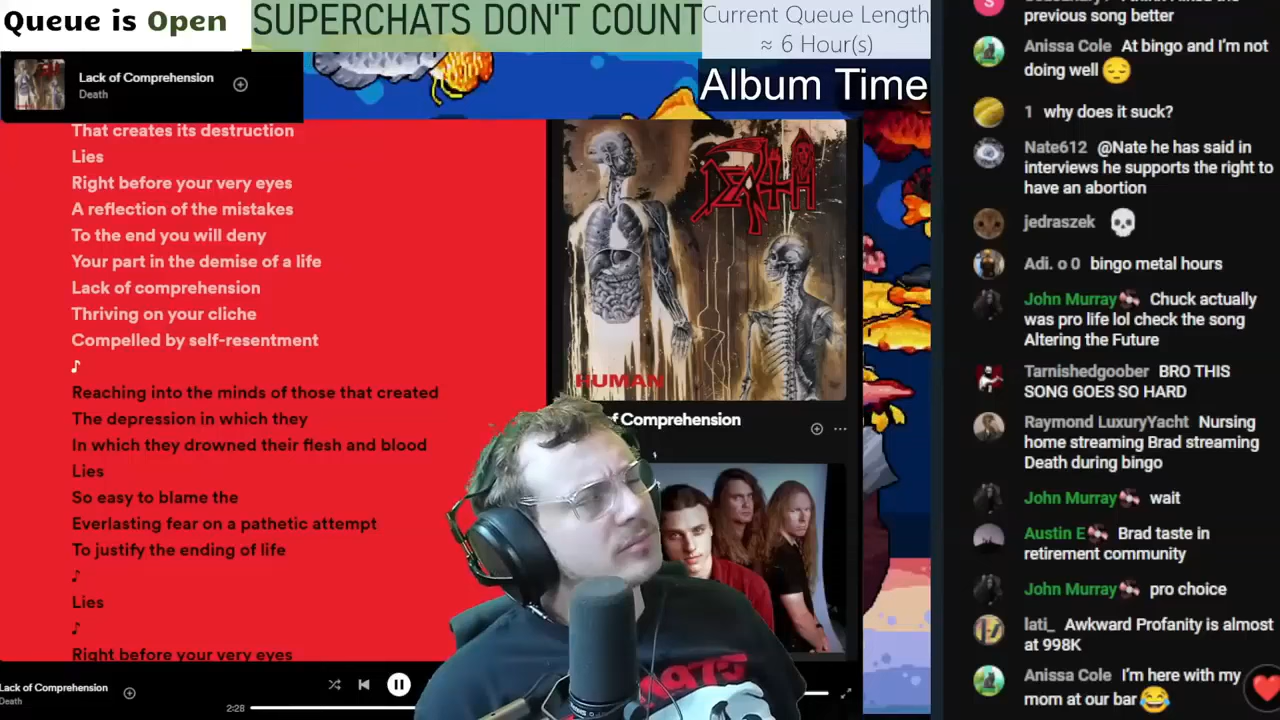 Queue is Open
SUPERCHATS DON'T COUNT
Current Queue Length
≈ 6 Hour(s)
Album Time
Lack of Comprehension
Death
That creates its destruction
Lies
Right before your very eyes
A reflection of the mistakes
To the end you will deny
Your part in the demise of a life
Lack of comprehension
Thriving on your cliche
Compelled by self-resentment
♪
Reaching into the minds of those that created
The depression in which they
In which they drowned their flesh and blood
Lies
So easy to blame the
Everlasting fear on a pathetic attempt
To justify the ending of life
♪
Lies
♪
Right before your very eyes
DEATH
HUMAN
of Comprehension
1975
Lack of Comprehension
Death
2:28
S
previous song better
Anissa Cole At bingo and I'm not
doing well 😔
1 why does it suck?
Nate612 @Nate he has said in
interviews he supports the right to
have an abortion
jedraszek 💀
Adi. o 0 bingo metal hours
John Murray Chuck actually
was pro life lol check the song
Altering the Future
Tarnishedgoober BRO THIS
SONG GOES SO HARD
Raymond LuxuryYacht Nursing
home streaming Brad streaming
Death during bingo
John Murray wait
Austin E Brad taste in
retirement community
John Murray pro choice
lati_ Awkward Profanity is almost
at 998K
Anissa Cole I'm here with my
mom at our bar 😂